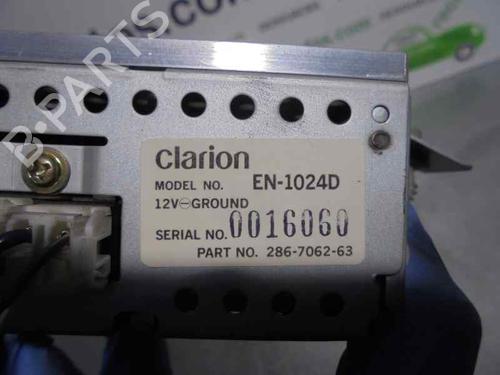 B-PARTS
clarion
MODEL NO. EN-1024D
12V⊖GROUND
SERIAL NO. 0016060
PART NO. 286-7062-63